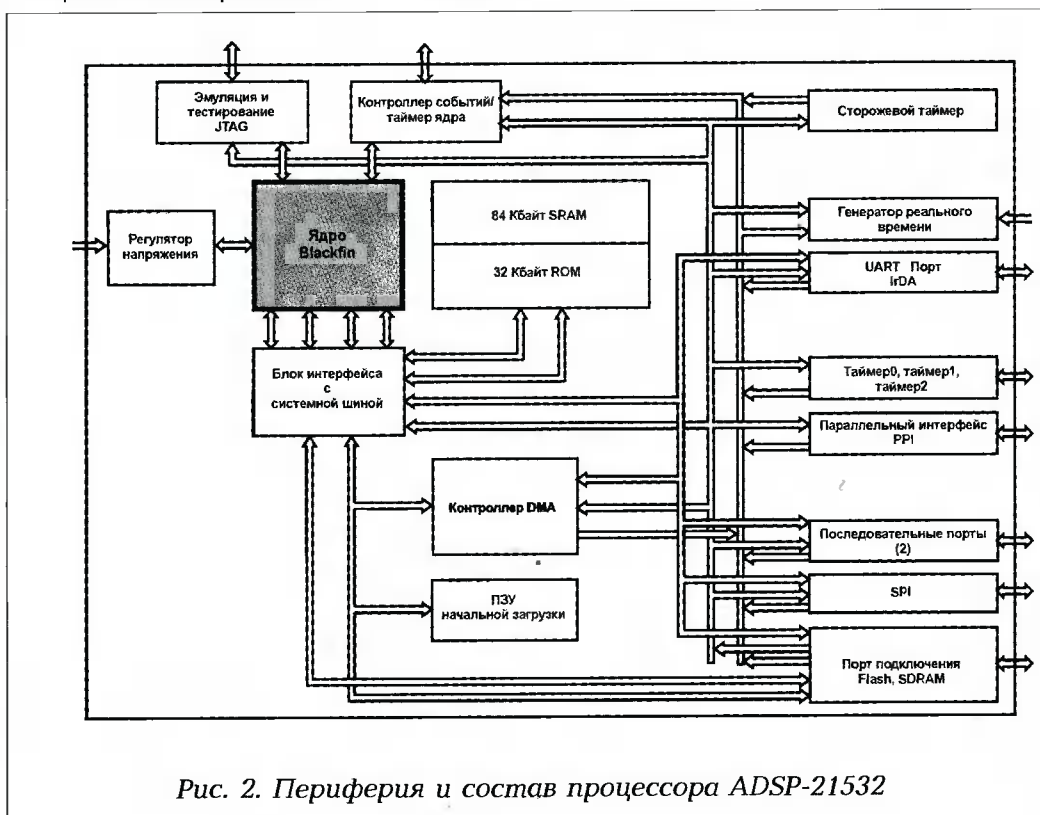 Эмуляция и
тестирование
JTAG
Контроллер событий/
таймер ядра
Сторожевой таймер
Регулятор
напряжения
Ядро
Blackfin
84 Кбайт SRAM
32 Кбайт ROM
Генератор реального
времени
UART Порт
IrDA
Блок интерфейса
с
системной шиной
Таймер0, таймер1,
таймер2
Параллельный интерфейс
PPI
Контроллер DMA
Последовательные порты
(2)
ПЗУ
начальной загрузки
SPI
Порт подключения
Flash, SDRAM
Рис. 2. Периферия и состав процессора ADSP-21532